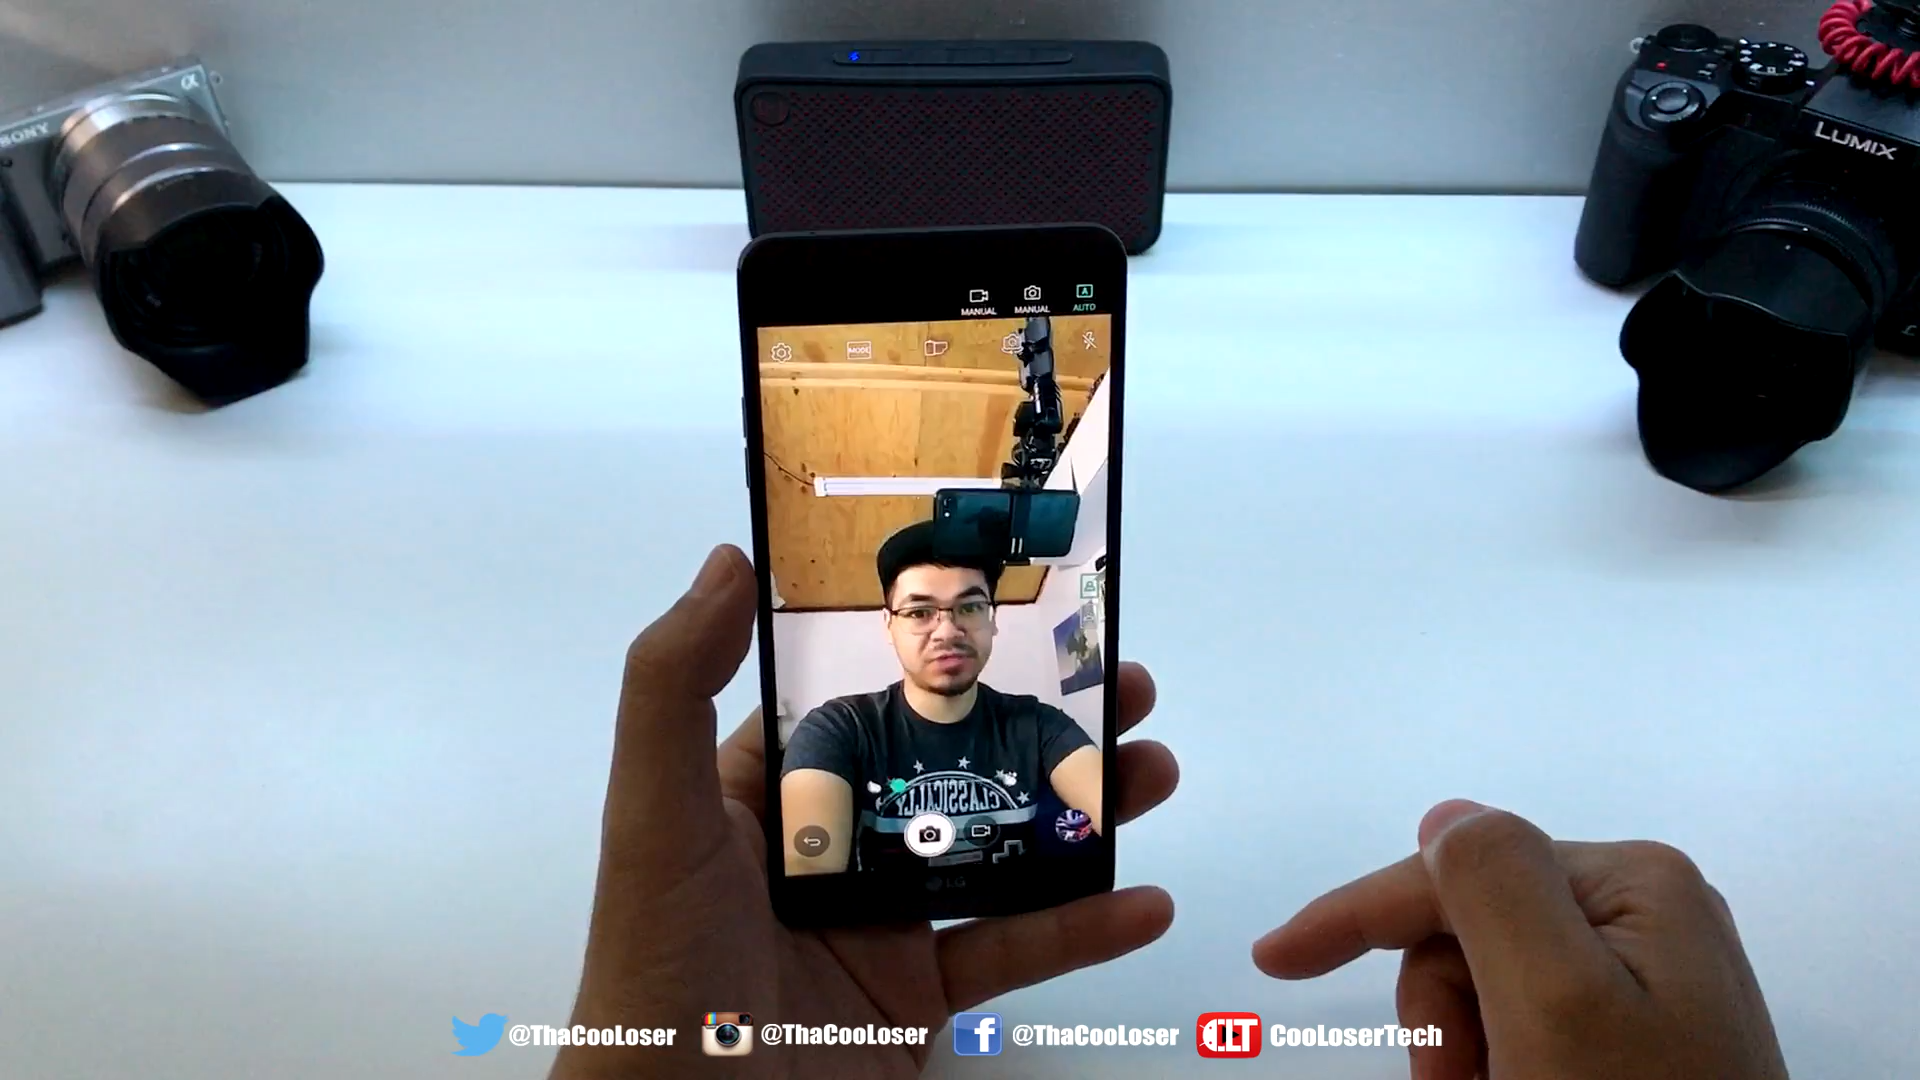 SONY
α
LUMIX
MANUAL
MANUAL
A
AUTO
MODE
CLASSICALLY
LG
@ThaCooLoser
@ThaCooLoser
@ThaCooLoser
CLT
CooLoserTech